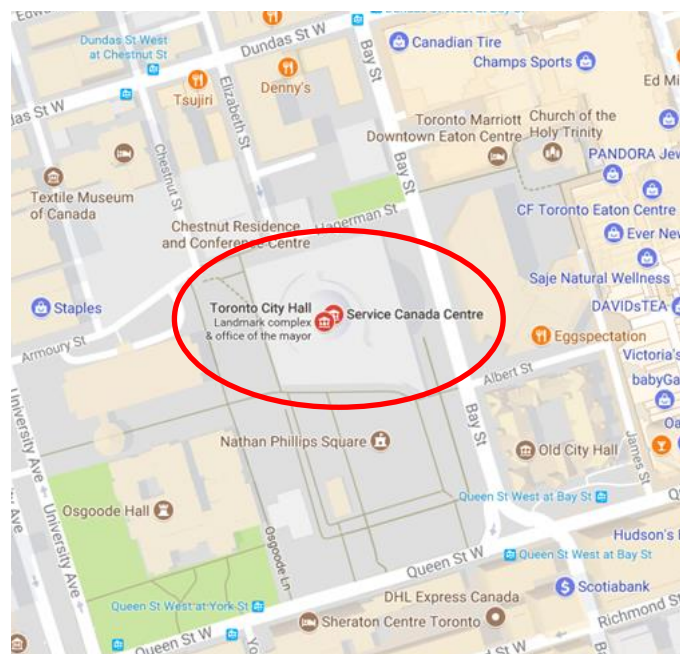 Dundas St West
at Chestnut St
Dundas St W
Bay St
Canadian Tire
Champs Sports
Tsujiri
Denny's
Elizabeth St
Ed Mi
Toronto Marriott
Downtown Eaton Centre
Church of the
Holy Trinity
Chestnut St
Bay St
PANDORA
Textile Museum
of Canada
CF Toronto Eaton Centre
Chestnut Residence
and Conference Centre
Hagerman St
Ever New
Saje Natural Wellness
Staples
Toronto City Hall
Landmark complex
& office of the mayor
Service Canada Centre
DAVIDsTEA
Eggspectation
Armoury St
Albert St
Victoria's
University Ave
Bay St
Nathan Phillips Square
Old City Hall
James St
Queen St West at Bay St
Osgoode Hall
University Ave
Osgoode Ln
Queen St W
Hudson's
Queen St West at Bay St
DHL Express Canada
Scotiabank
Queen St West at York St
Sheraton Centre Toronto
Richmond St
Queen St W